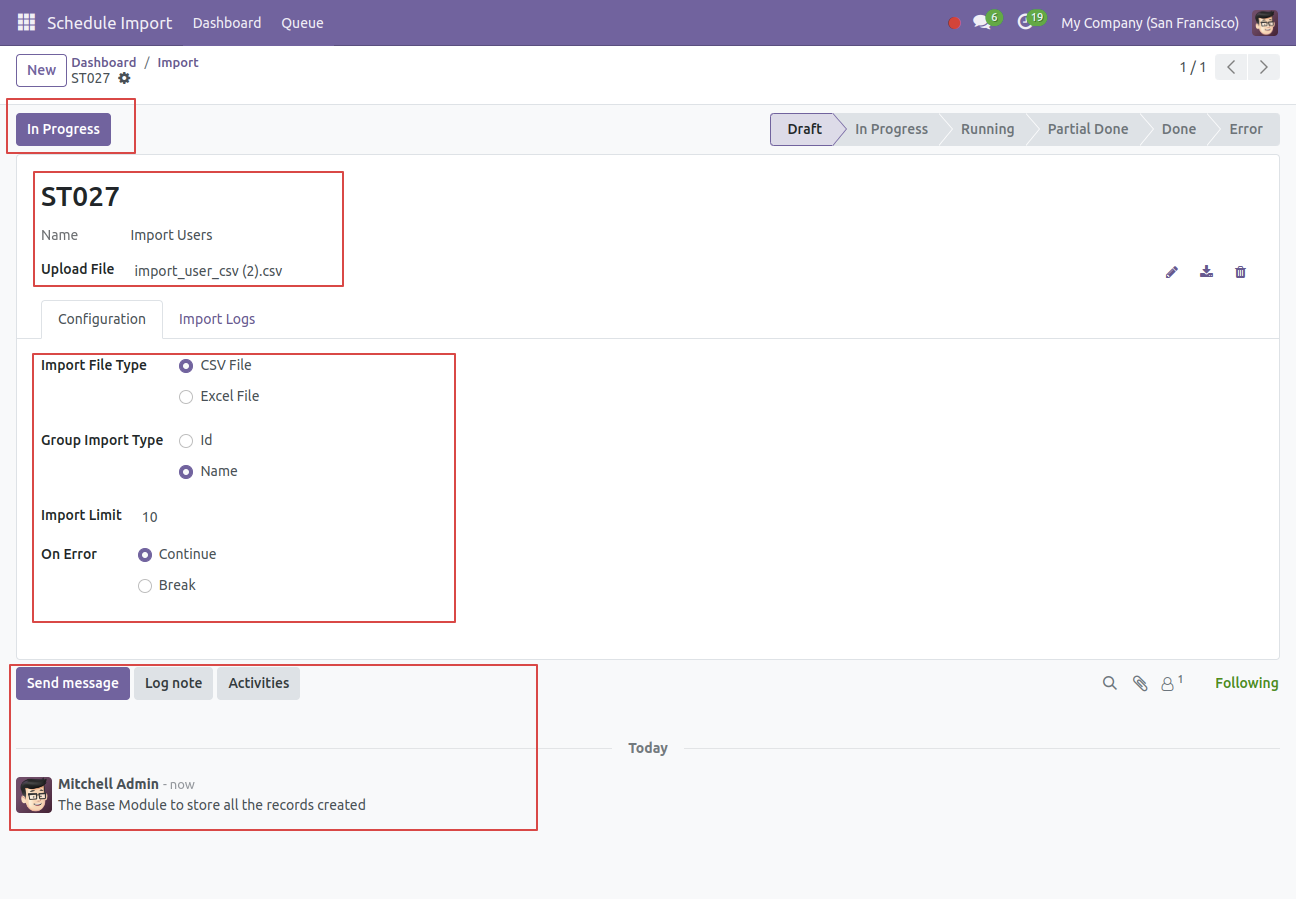 Schedule Import Dashboard Queue 6 19 My Company (San Francisco)
New Dashboard / Import 1 / 1
ST027
In Progress Draft In Progress Running Partial Done Done Error
ST027
Name Import Users
Upload File import_user_csv (2).csv
Configuration Import Logs
Import File Type CSV File
Excel File
Group Import Type Id
Name
Import Limit 10
On Error Continue
Break
Send message Log note Activities 1 Following
Today
Mitchell Admin - now
The Base Module to store all the records created